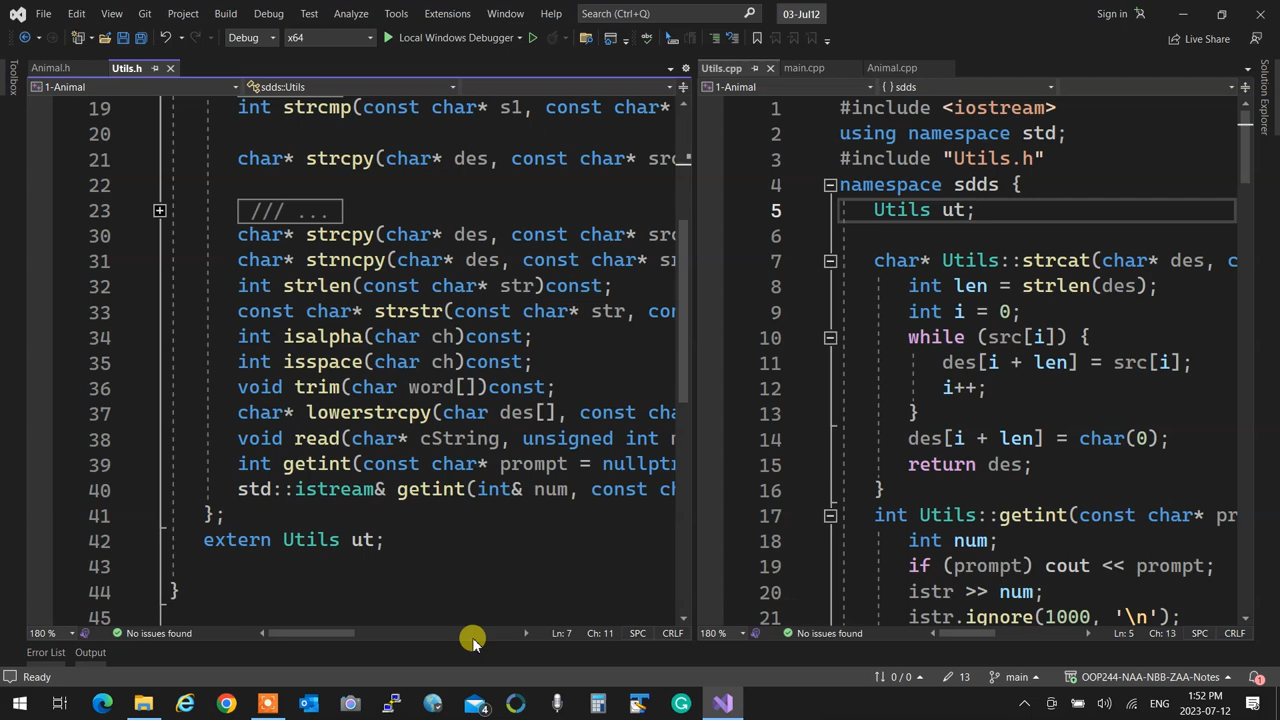 File Edit View Git Project Build Debug Test Analyze Tools Extensions Window Help Search (Ctrl+Q) 03-Jul12 Sign in
Debug x64 Local Windows Debugger Live Share
Toolbox
Animal.h Utils.h
1-Animal sdds::Utils
19 int strcmp(const char* s1, const char*
20
21 char* strcpy(char* des, const char* src
22
23 /// ...
30 char* strcpy(char* des, const char* src
31 char* strncpy(char* des, const char* sr
32 int strlen(const char* str)const;
33 const char* strstr(const char* str, con
34 int isalpha(char ch)const;
35 int isspace(char ch)const;
36 void trim(char word[])const;
37 char* lowerstrcpy(char des[], const cha
38 void read(char* cString, unsigned int
39 int getint(const char* prompt = nullptr
40 std::istream& getint(int& num, const ch
41 };
42 extern Utils ut;
43
44 }
45
180 % No issues found Ln: 7 Ch: 11 SPC CRLF
Utils.cpp main.cpp Animal.cpp
1-Animal { } sdds
1 #include <iostream>
2 using namespace std;
3 #include "Utils.h"
4 namespace sdds {
5 Utils ut;
6
7 char* Utils::strcat(char* des, c
8 int len = strlen(des);
9 int i = 0;
10 while (src[i]) {
11 des[i + len] = src[i];
12 i++;
13 }
14 des[i + len] = char(0);
15 return des;
16 }
17 int Utils::getint(const char* pr
18 int num;
19 if (prompt) cout << prompt;
20 istr >> num;
21 istr.ignore(1000, '\n');
180 % No issues found Ln: 5 Ch: 13 SPC CRLF
Solution Explorer
Error List Output
Ready 0 / 0 13 main OOP244-NAA-NBB-ZAA-Notes 1
4 ENG 1:52 PM
2023-07-12